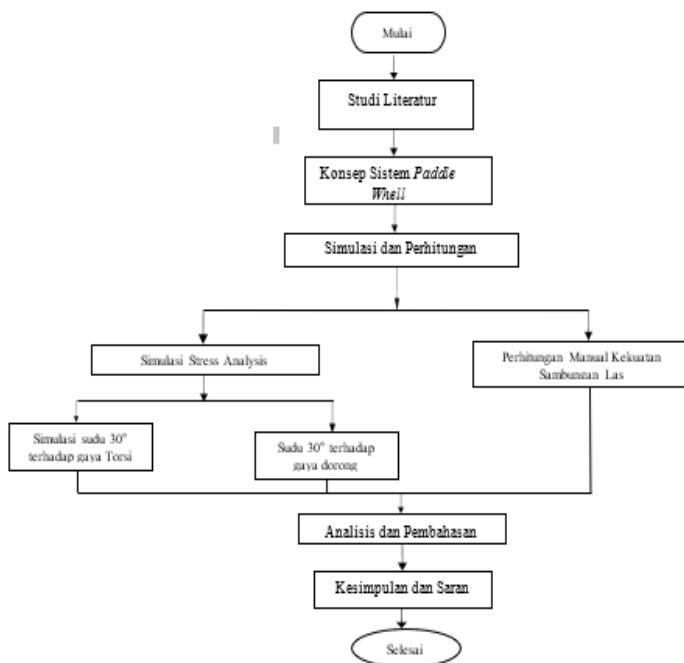 Mulai
Studi Literatur
Konsep Sistem Paddle
Whell
Simulasi dan Perhitungan
Simulasi Stress Analysis
Perhitungan Manual Kekuatan
Sambungan Las
Simulasi sudu 30°
terhadap gaya Torsi
Sudu 30° terhadap
gaya dorong
Analisis dan Pembahasan
Kesimpulan dan Saran
Selesai